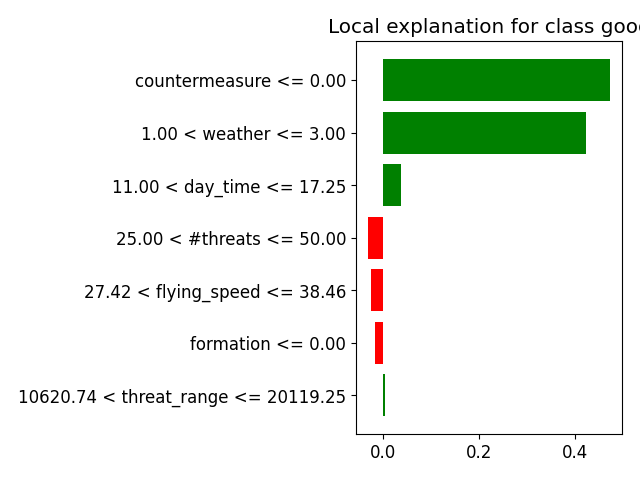 Local explanation for class good
countermeasure <= 0.00
1.00 < weather <= 3.00
11.00 < day_time <= 17.25
25.00 < #threats <= 50.00
27.42 < flying_speed <= 38.46
formation <= 0.00
10620.74 < threat_range <= 20119.25
0.0 0.2 0.4